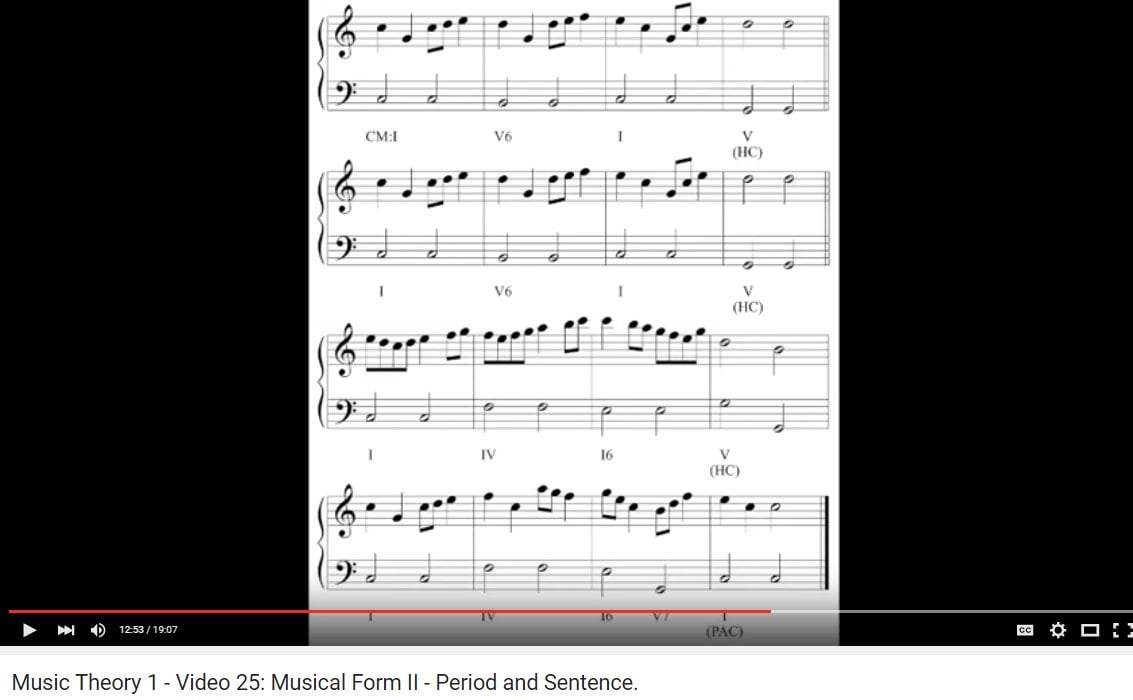 CM:I V6 I V
(HC)
I V6 I V
(HC)
I IV I6 V
(HC)
I IV I6 V7 I
(PAC)
12:53 / 19:07
CC
Music Theory 1 - Video 25: Musical Form II - Period and Sentence.